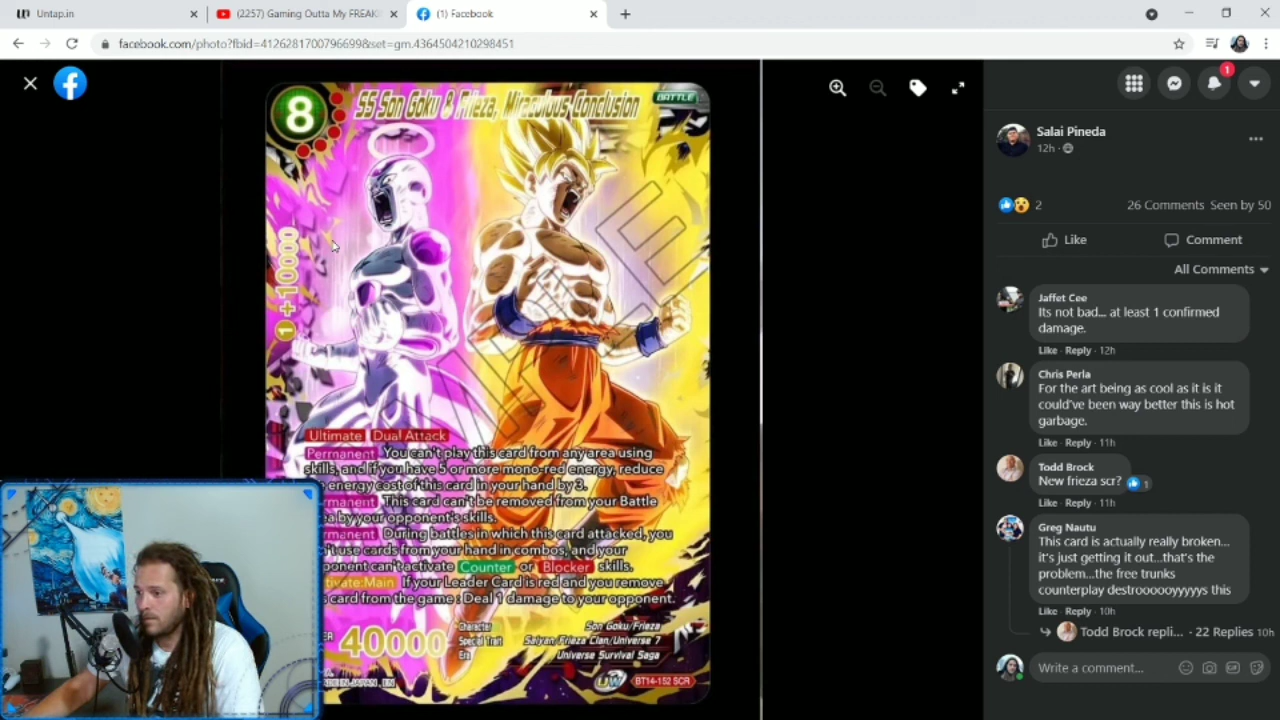 Untap.in
(2257) Gaming Outta My FREAKI
(1) Facebook
facebook.com/photo?fbid=4126281700796699&set=gm.4364504210298451
8
SS Son Goku & Frieza, Miraculous Conclusion
BATTLE
1 +10000
Ultimate Dual Attack
Permanent You can't play this card from any area using
skills, and if you have 5 or more mono-red energy, reduce
energy cost of this card in your hand by 3.
rmanent This card can't be removed from your Battle
ea by your opponent's skills.
rmanent During battles in which this card attacked, you
n't use cards from your hand in combos, and your
ponent can't activate Counter or Blocker skills.
tivate:Main If your Leader Card is red and you remove
s card from the game : Deal 1 damage to your opponent.
ER 40000
Character Son Goku/Frieza
Special Trait Saiyan/Frieza Clan/Universe 7
Era Universe Survival Saga
ADE IN JAPAN EN
UW BT14-152 SCR
1
Salai Pineda
12h
2
26 Comments Seen by 50
Like Comment
All Comments
Jaffet Cee
Its not bad... at least 1 confirmed
damage.
Like · Reply · 12h
Chris Perla
For the art being as cool as it is it
could've been way better this is hot
garbage.
Like · Reply · 11h
Todd Brock
New frieza scr?
1
Like · Reply · 11h
Greg Nautu
This card is actually really broken...
it's just getting it out...that's the
problem...the free trunks
counterplay destroooooyyyyys this
Like · Reply · 10h
Todd Brock repli... · 22 Replies 10h
Write a comment...
GIF